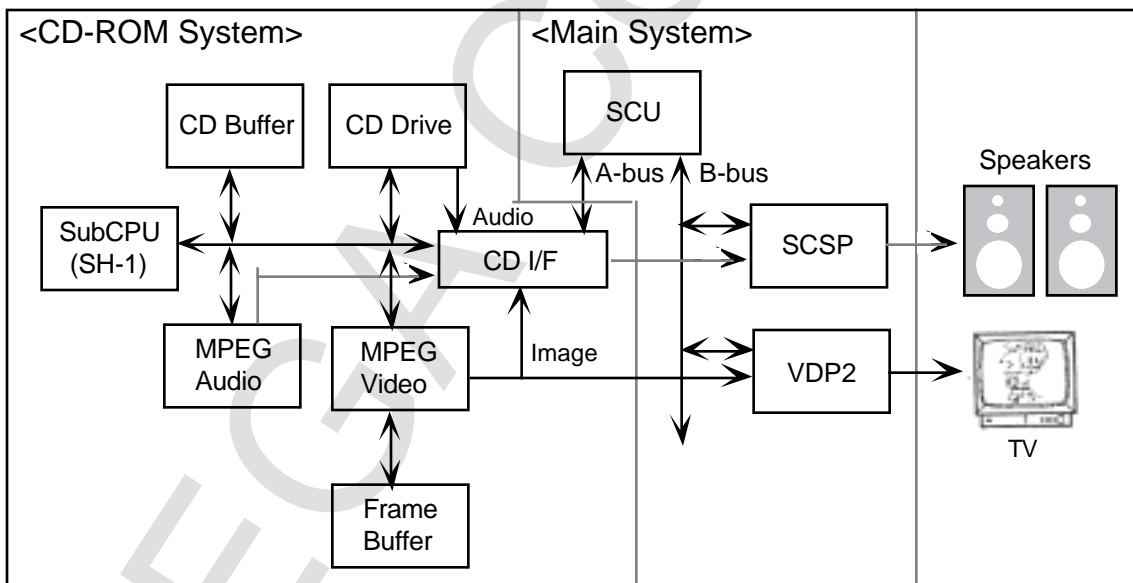 <CD-ROM System>
<Main System>
CD Buffer
CD Drive
SCU
A-bus
B-bus
Speakers
SubCPU
(SH-1)
Audio
CD I/F
SCSP
MPEG
Audio
MPEG
Video
Image
VDP2
TV
Frame
Buffer